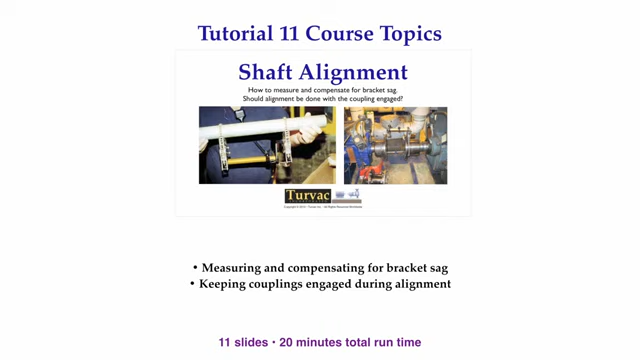 Tutorial 11 Course Topics
Shaft Alignment
How to measure and compensate for bracket sag.
Should alignment be done with the coupling engaged?
Turvac
• Measuring and compensating for bracket sag
• Keeping couplings engaged during alignment
11 slides • 20 minutes total run time